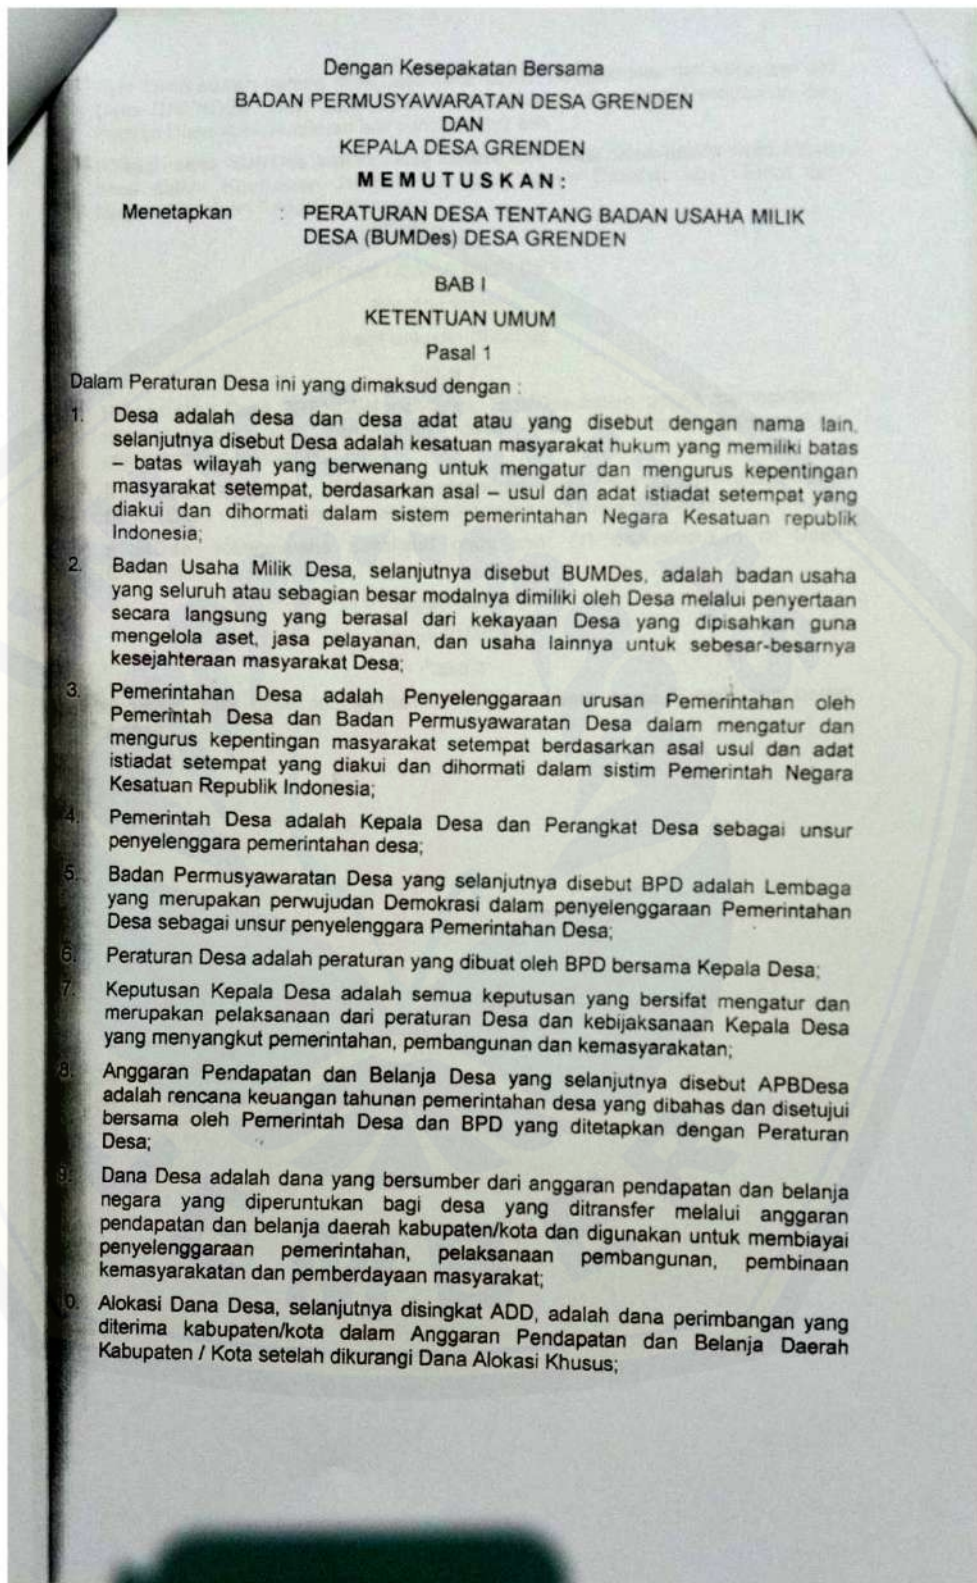 Dengan Kesepakatan Bersama
BADAN PERMUSYAWARATAN DESA GRENDEN
DAN
KEPALA DESA GRENDEN
MEMUTUSKAN:
Menetapkan : PERATURAN DESA TENTANG BADAN USAHA MILIK
DESA (BUMDes) DESA GRENDEN
BAB I
KETENTUAN UMUM
Pasal 1
Dalam Peraturan Desa ini yang dimaksud dengan :
1. Desa adalah desa dan desa adat atau yang disebut dengan nama lain,
selanjutnya disebut Desa adalah kesatuan masyarakat hukum yang memiliki batas
– batas wilayah yang berwenang untuk mengatur dan mengurus kepentingan
masyarakat setempat, berdasarkan asal – usul dan adat istiadat setempat yang
diakui dan dihormati dalam sistem pemerintahan Negara Kesatuan republik
Indonesia;
2. Badan Usaha Milik Desa, selanjutnya disebut BUMDes, adalah badan usaha
yang seluruh atau sebagian besar modalnya dimiliki oleh Desa melalui penyertaan
secara langsung yang berasal dari kekayaan Desa yang dipisahkan guna
mengelola aset, jasa pelayanan, dan usaha lainnya untuk sebesar-besarnya
kesejahteraan masyarakat Desa;
3. Pemerintahan Desa adalah Penyelenggaraan urusan Pemerintahan oleh
Pemerintah Desa dan Badan Permusyawaratan Desa dalam mengatur dan
mengurus kepentingan masyarakat setempat berdasarkan asal usul dan adat
istiadat setempat yang diakui dan dihormati dalam sistim Pemerintah Negara
Kesatuan Republik Indonesia;
4. Pemerintah Desa adalah Kepala Desa dan Perangkat Desa sebagai unsur
penyelenggara pemerintahan desa;
5. Badan Permusyawaratan Desa yang selanjutnya disebut BPD adalah Lembaga
yang merupakan perwujudan Demokrasi dalam penyelenggaraan Pemerintahan
Desa sebagai unsur penyelenggara Pemerintahan Desa;
6. Peraturan Desa adalah peraturan yang dibuat oleh BPD bersama Kepala Desa;
7. Keputusan Kepala Desa adalah semua keputusan yang bersifat mengatur dan
merupakan pelaksanaan dari peraturan Desa dan kebijaksanaan Kepala Desa
yang menyangkut pemerintahan, pembangunan dan kemasyarakatan;
8. Anggaran Pendapatan dan Belanja Desa yang selanjutnya disebut APBDesa
adalah rencana keuangan tahunan pemerintahan desa yang dibahas dan disetujui
bersama oleh Pemerintah Desa dan BPD yang ditetapkan dengan Peraturan
Desa;
9. Dana Desa adalah dana yang bersumber dari anggaran pendapatan dan belanja
negara yang diperuntukan bagi desa yang ditransfer melalui anggaran
pendapatan dan belanja daerah kabupaten/kota dan digunakan untuk membiayai
penyelenggaraan pemerintahan, pelaksanaan pembangunan, pembinaan
kemasyarakatan dan pemberdayaan masyarakat;
0. Alokasi Dana Desa, selanjutnya disingkat ADD, adalah dana perimbangan yang
diterima kabupaten/kota dalam Anggaran Pendapatan dan Belanja Daerah
Kabupaten / Kota setelah dikurangi Dana Alokasi Khusus;